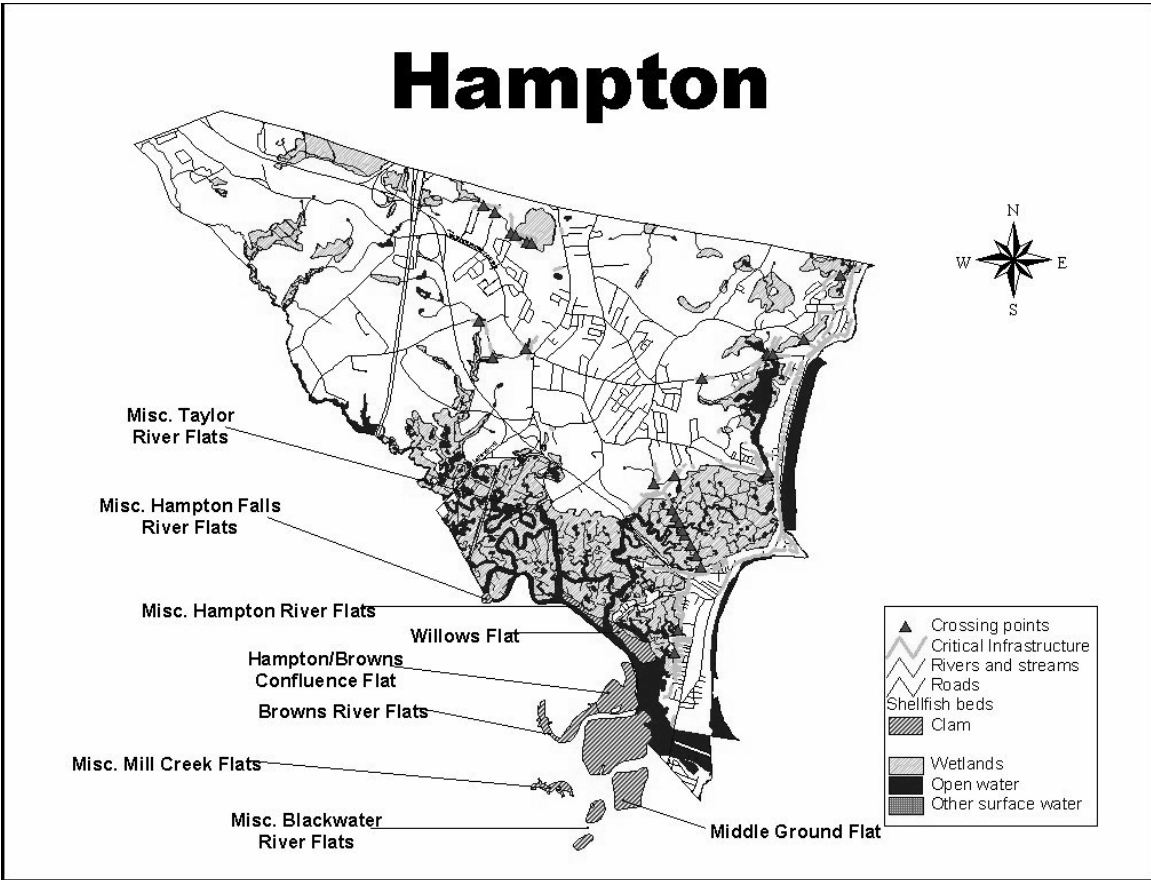 Hampton
N
W E
S
Misc. Taylor
River Flats
Misc. Hampton Falls
River Flats
Misc. Hampton River Flats
Willows Flat
Hampton/Browns
Confluence Flat
Browns River Flats
Misc. Mill Creek Flats
Misc. Blackwater
River Flats
Middle Ground Flat
Crossing points
Critical Infrastructure
Rivers and streams
Roads
Shellfish beds
Clam
Wetlands
Open water
Other surface water